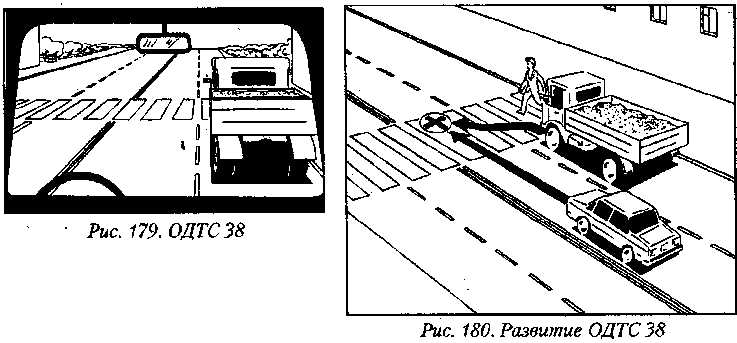 Рис. 179. ОДТС 38
Рис. 180. Развитие ОДТС 38